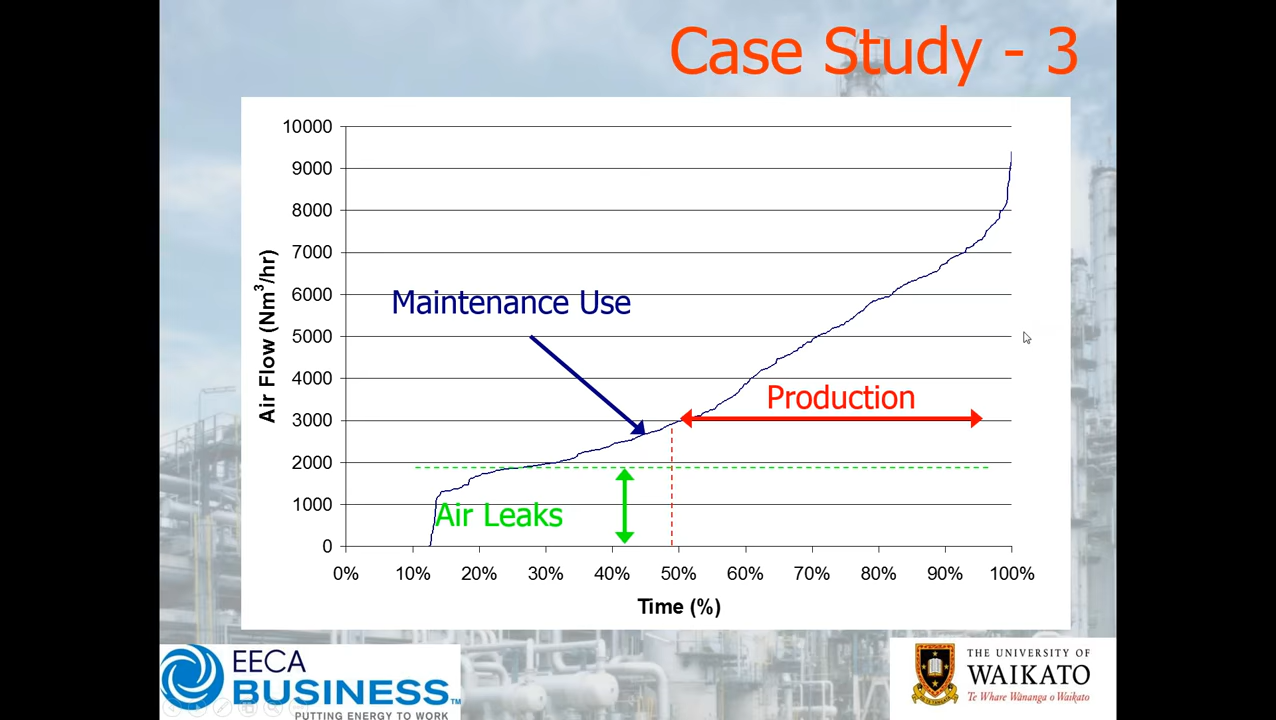 Case Study - 3
10000
9000
8000
7000
6000
5000
4000
3000
2000
1000
0
Air Flow (Nm³/hr)
Maintenance Use
Production
Air Leaks
0% 10% 20% 30% 40% 50% 60% 70% 80% 90% 100%
Time (%)
EECA
BUSINESS™
PUTTING ENERGY TO WORK
THE UNIVERSITY OF
WAIKATO
Te Whare Wānanga o Waikato